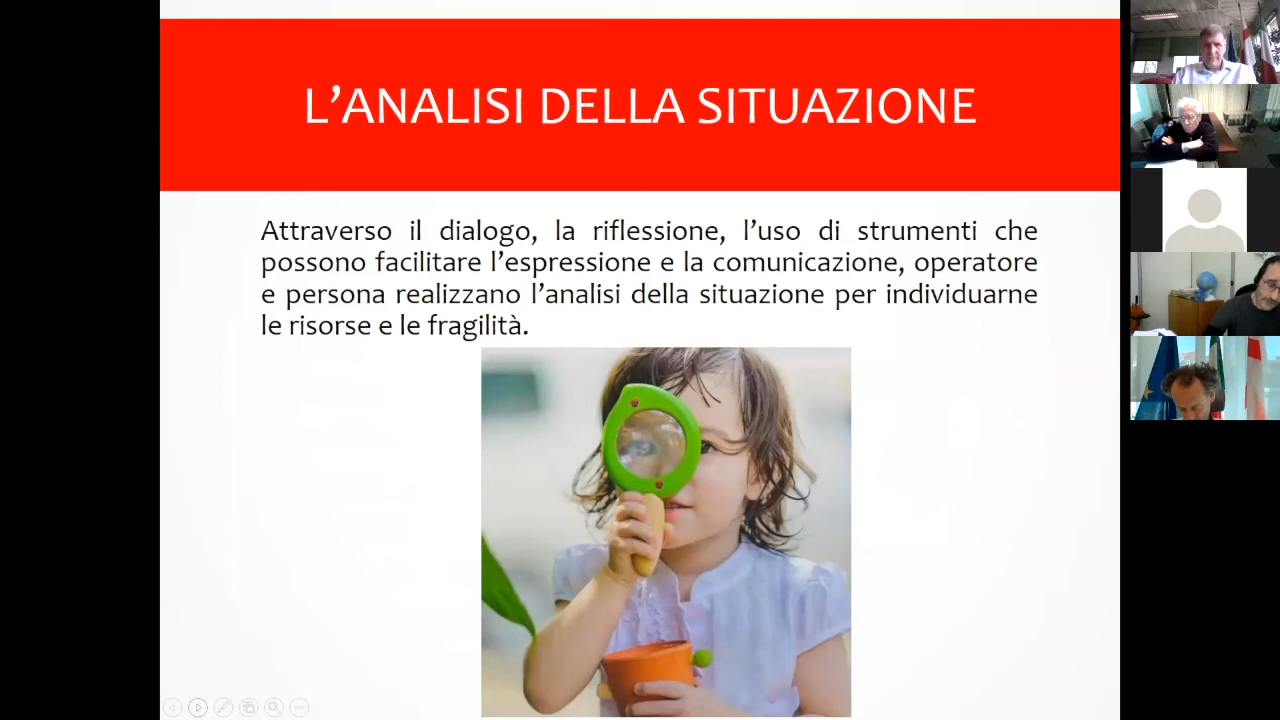 L’ANALISI DELLA SITUAZIONE
Attraverso il dialogo, la riflessione, l’uso di strumenti che
possono facilitare l’espressione e la comunicazione, operatore
e persona realizzano l’analisi della situazione per individuarne
le risorse e le fragilità.